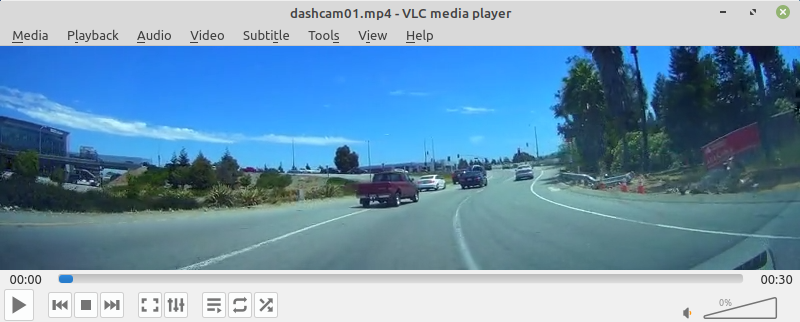 dashcam01.mp4 - VLC media player
Media Playback Audio Video Subtitle Tools View Help
00:00 00:30
0%